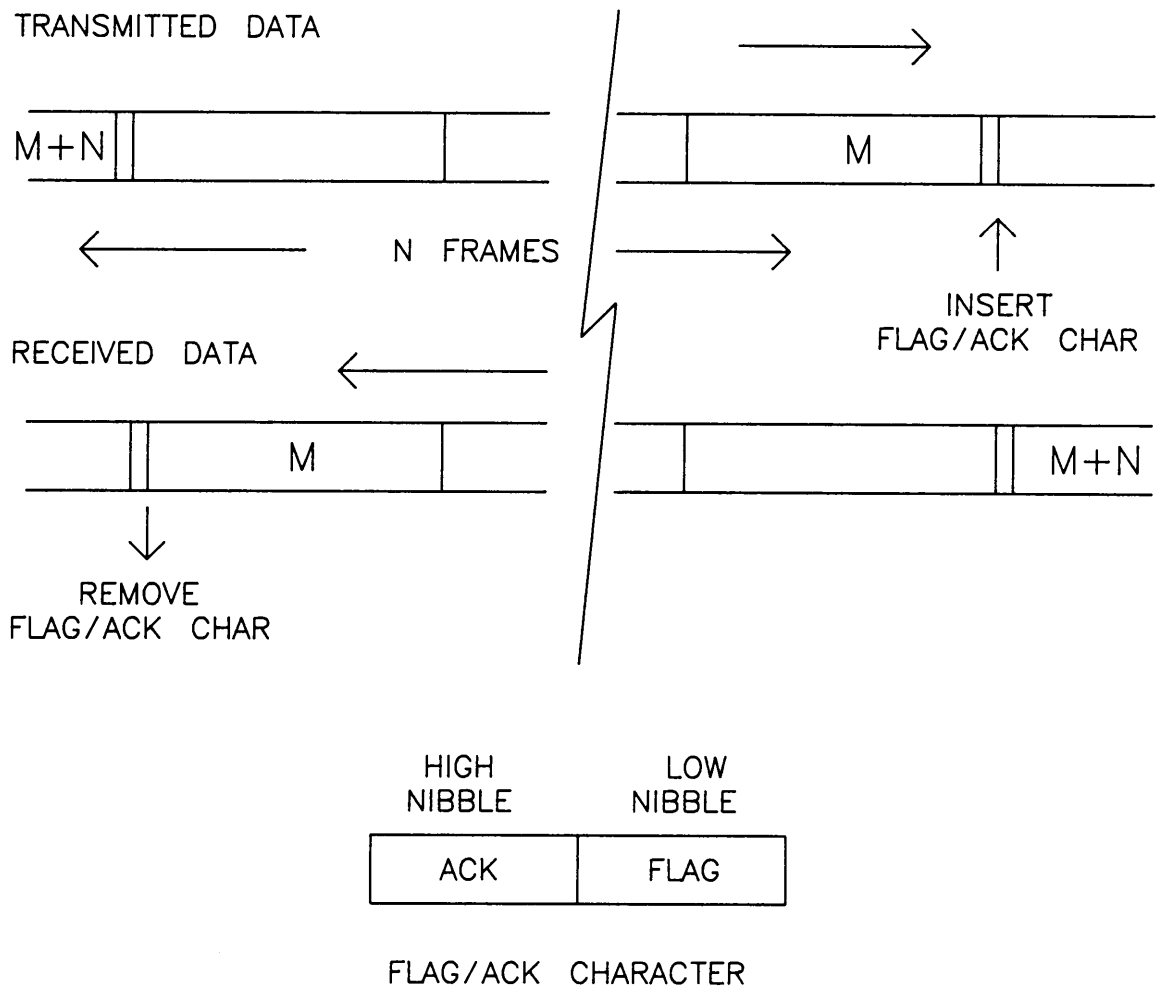 TRANSMITTED DATA
M+N
M
N FRAMES
INSERT
FLAG/ACK CHAR
RECEIVED DATA
M
M+N
REMOVE
FLAG/ACK CHAR
HIGH
NIBBLE
LOW
NIBBLE
ACK
FLAG
FLAG/ACK CHARACTER